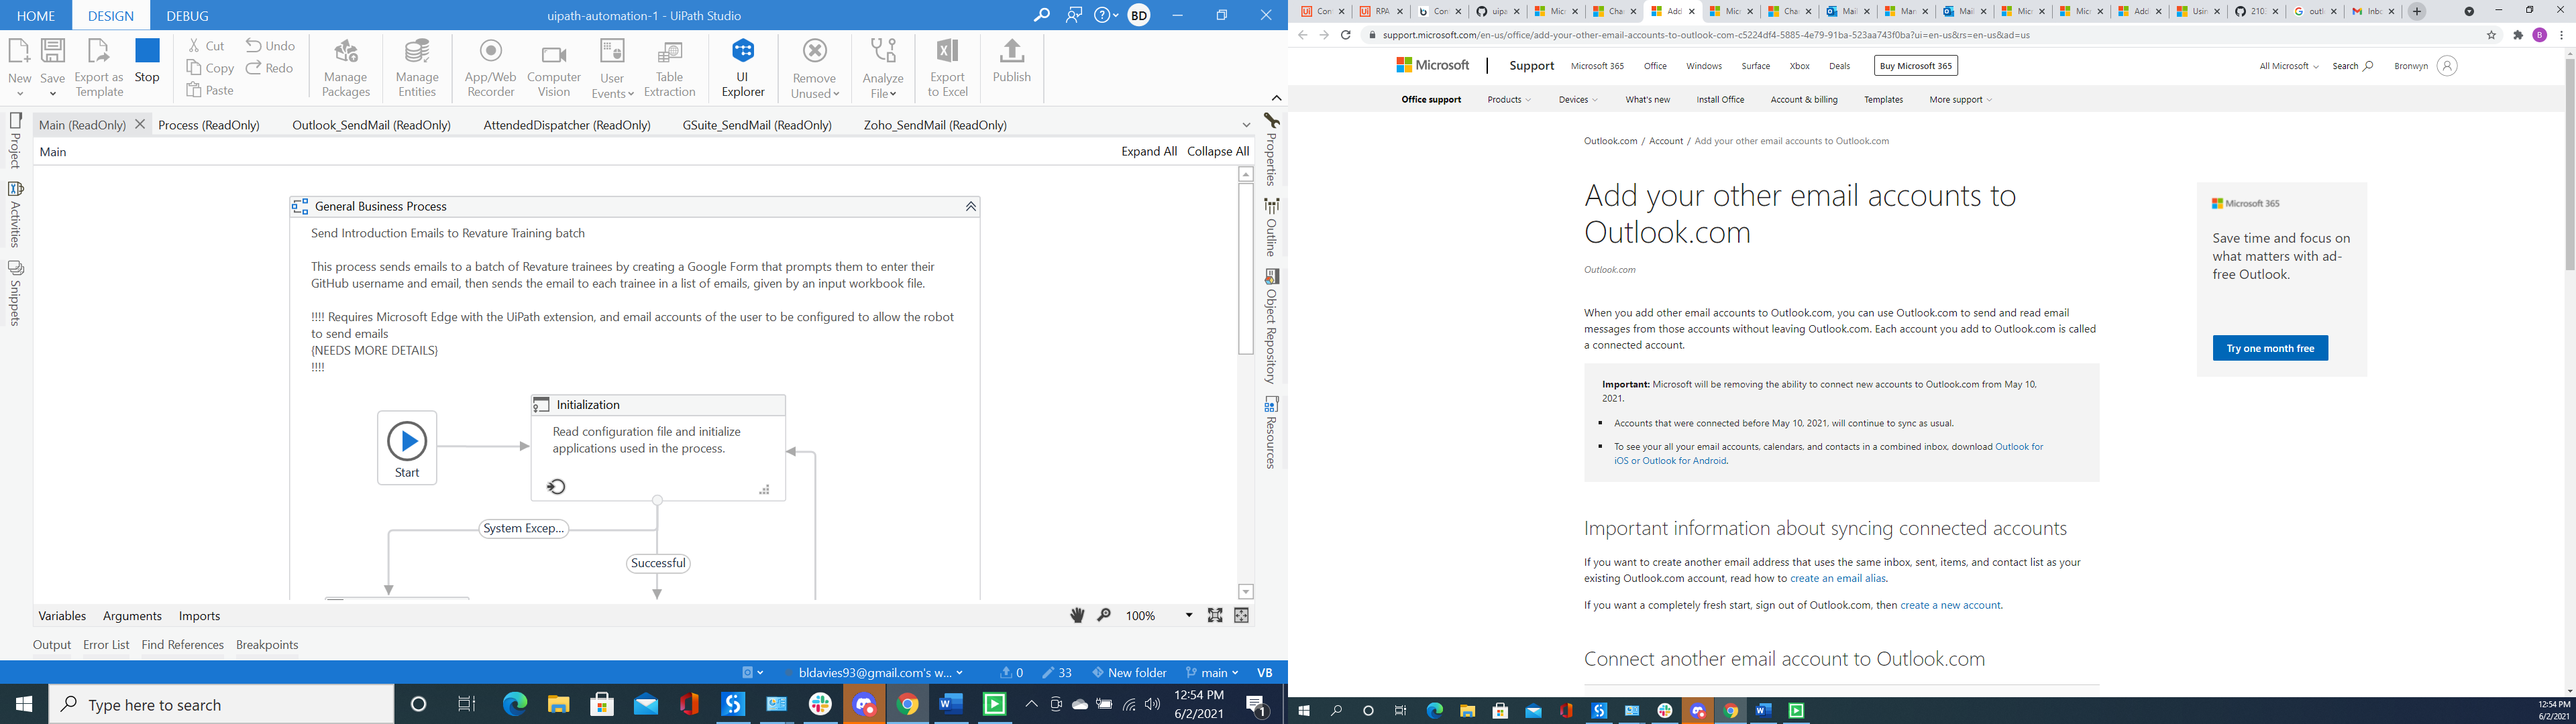 HOME DESIGN DEBUG
uipath-automation-1 - UiPath Studio
BD
New Save Export as Template Stop
Cut Copy Paste Undo Redo
Manage Packages Manage Entities App/Web Recorder Computer Vision User Events Table Extraction UI Explorer Remove Unused Analyze File Export to Excel Publish
Main (ReadOnly) Process (ReadOnly) Outlook_SendMail (ReadOnly) AttendedDispatcher (ReadOnly) GSuite_SendMail (ReadOnly) Zoho_SendMail (ReadOnly)
Main Expand All Collapse All
Project
Activities
Snippets
General Business Process
Send Introduction Emails to Revature Training batch
This process sends emails to a batch of Revature trainees by creating a Google Form that prompts them to enter their
GitHub username and email, then sends the email to each trainee in a list of emails, given by an input workbook file.
!!!! Requires Microsoft Edge with the UiPath extension, and email accounts of the user to be configured to allow the robot
to send emails
{NEEDS MORE DETAILS}
!!!!
Initialization
Read configuration file and initialize
applications used in the process.
Start
System Excep...
Successful
Properties
Outline
Object Repository
Resources
Variables Arguments Imports 100%
Output Error List Find References Breakpoints
bldavies93@gmail.com's w... 0 33 New folder main VB
Type here to search
12:54 PM
6/2/2021
1
Con Ui RPA Con uipa Micr Cha Add Micr Cha Mail Man Mail Micr Micr Add Usin 210 outl Inbo
support.microsoft.com/en-us/office/add-your-other-email-accounts-to-outlook-com-c5224df4-5885-4e79-91ba-523aa743f0ba?ui=en-us&rs=en-us&ad=us
B
Microsoft Support Microsoft 365 Office Windows Surface Xbox Deals Buy Microsoft 365 All Microsoft Search Bronwyn
Office support Products Devices What's new Install Office Account & billing Templates More support
Outlook.com / Account / Add your other email accounts to Outlook.com
Add your other email accounts to
Outlook.com
Outlook.com
When you add other email accounts to Outlook.com, you can use Outlook.com to send and read email
messages from those accounts without leaving Outlook.com. Each account you add to Outlook.com is called
a connected account.
Important: Microsoft will be removing the ability to connect new accounts to Outlook.com from May 10,
2021.
Accounts that were connected before May 10, 2021, will continue to sync as usual.
To see your all your email accounts, calendars, and contacts in a combined inbox, download Outlook for
iOS or Outlook for Android.
Important information about syncing connected accounts
If you want to create another email address that uses the same inbox, sent, items, and contact list as your
existing Outlook.com account, read how to create an email alias.
If you want a completely fresh start, sign out of Outlook.com, then create a new account.
Connect another email account to Outlook.com
Microsoft 365
Save time and focus on
what matters with ad-
free Outlook.
Try one month free
12:54 PM
6/2/2021